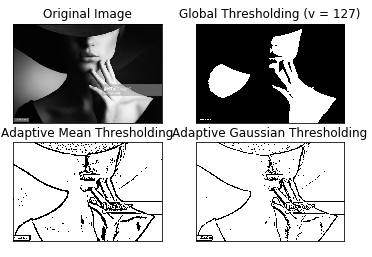 Original Image
Global Thresholding (v = 127)
Adaptive Mean Thresholding
Adaptive Gaussian Thresholding